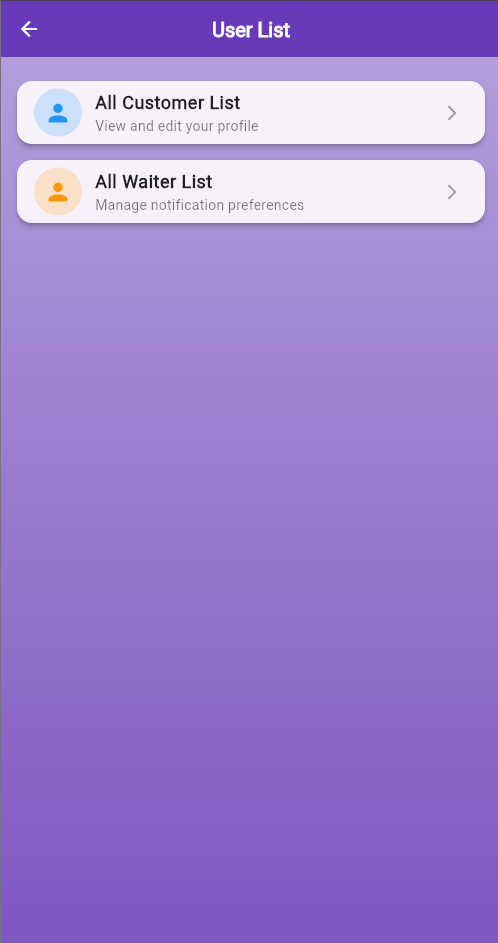 User List
All Customer List
View and edit your profile
All Waiter List
Manage notification preferences